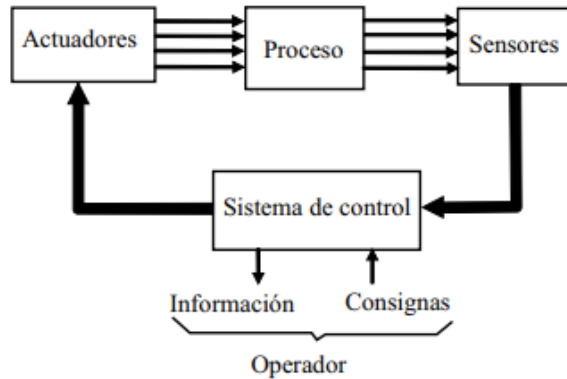 Actuadores
Proceso
Sensores
Sistema de control
Información
Consignas
Operador